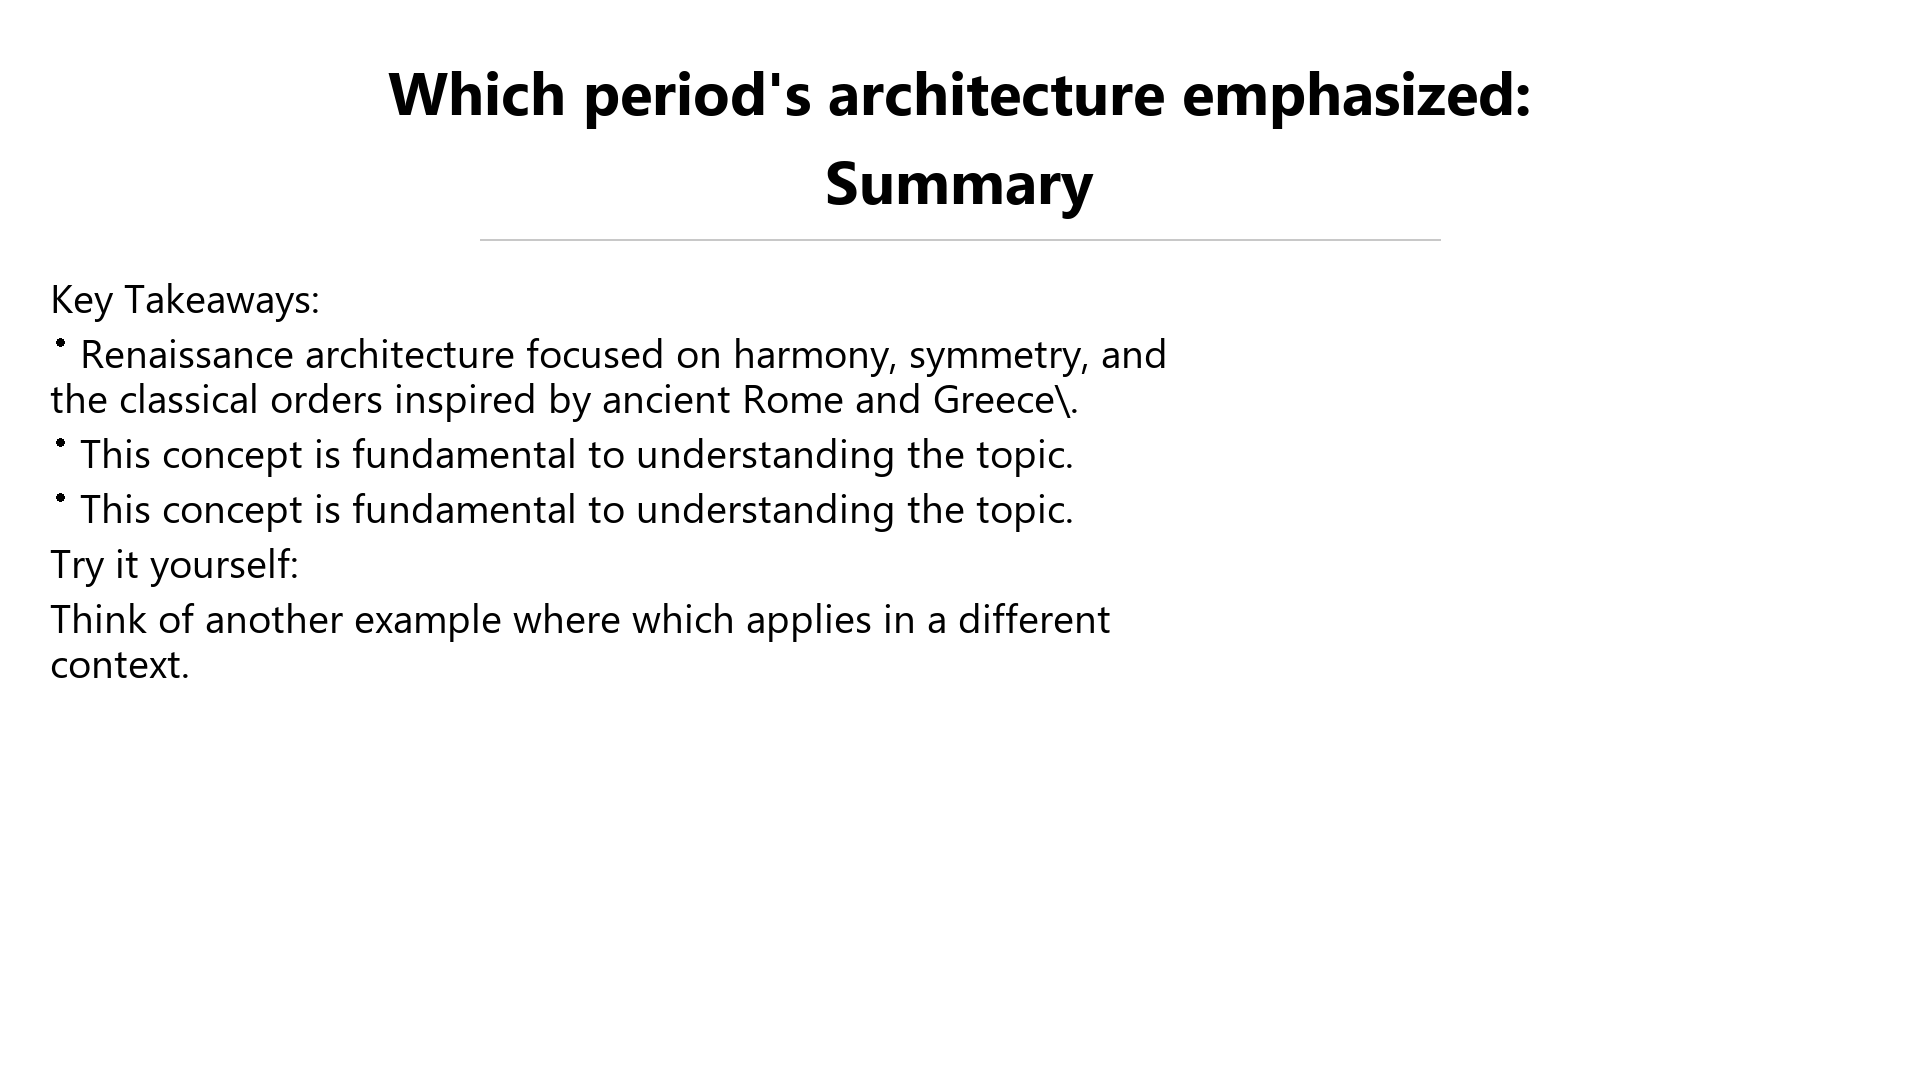 Which period's architecture emphasized:
Summary
Key Takeaways:
• Renaissance architecture focused on harmony, symmetry, and
the classical orders inspired by ancient Rome and Greece\.
• This concept is fundamental to understanding the topic.
• This concept is fundamental to understanding the topic.
Try it yourself:
Think of another example where which applies in a different
context.